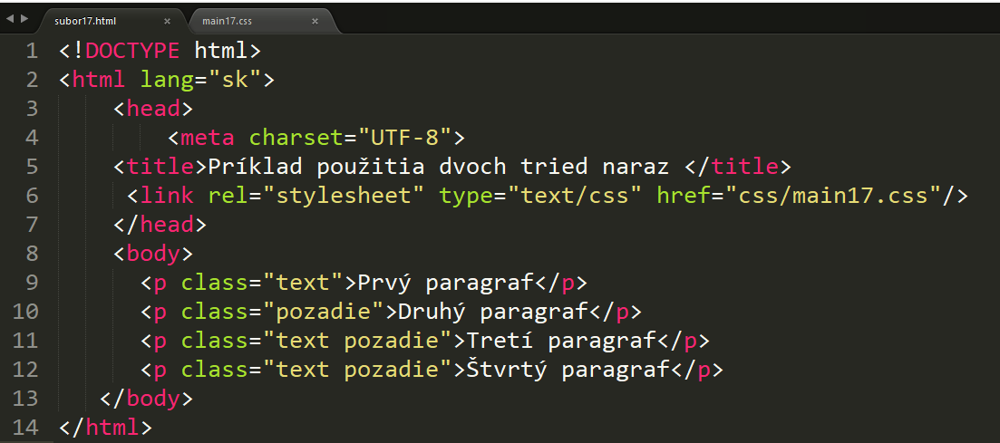 subor17.html × main17.css ×
1 <!DOCTYPE html>
2 <html lang="sk">
3 <head>
4 <meta charset="UTF-8">
5 <title>Príklad použitia dvoch tried naraz </title>
6 <link rel="stylesheet" type="text/css" href="css/main17.css"/>
7 </head>
8 <body>
9 <p class="text">Prvý paragraf</p>
10 <p class="pozadie">Druhý paragraf</p>
11 <p class="text pozadie">Tretí paragraf</p>
12 <p class="text pozadie">Štvrtý paragraf</p>
13 </body>
14 </html>